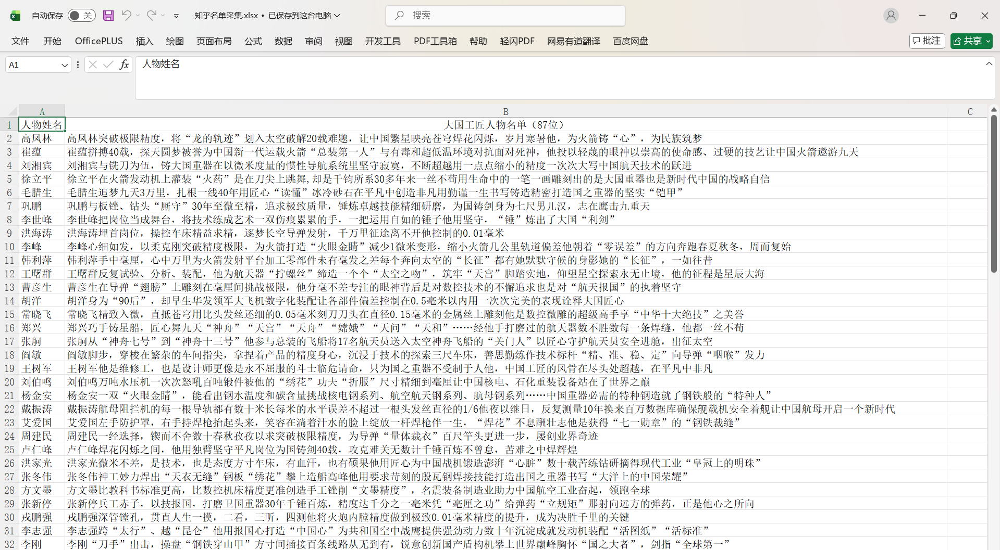 自动保存 关 知乎名单采集.xlsx • 已保存到这台电脑 搜索
文件 开始 OfficePLUS 插入 绘图 页面布局 公式 数据 审阅 视图 开发工具 PDF工具箱 帮助 轻闪PDF 网易有道翻译 百度网盘 批注 共享
A1 fx 人物姓名
A B C
1 人物姓名 大国工匠人物名单（87位）
2 高凤林 高凤林突破极限精度，将“龙的轨迹”划入太空破解20载难题，让中国繁星映亮苍穹焊花闪烁，岁月寒暑他，为火箭铸“心”，为民族筑梦
3 崔蕴 崔蕴拼搏40载，探天圆梦被誉为中国新一代运载火箭“总装第一人”与有毒和超低温环境对抗面对死神，他投以轻蔑的眼神以崇高的使命感、过硬的技艺让中国火箭遨游九天
4 刘湘宾 刘湘宾与铣刀为伍，铸大国重器在以微米度量的惯性导航系统里坚守寂寞，不断超越用一点点缩小的精度一次次大写中国航天技术的跃进
5 徐立平 徐立平在火箭发动机上灌装“火药”是在刀尖上跳舞,却是千钧所系30多年来一丝不苟用生命中的一笔一画雕刻出的是大国重器也是新时代中国的战略自信
6 毛腊生 毛腊生追梦九天3万里，扎根一线40年用匠心“读懂”冰冷砂石在平凡中创造非凡用勤谨一生书写铸造精密打造国之重器的坚实“铠甲”
7 巩鹏 巩鹏与板锉、钻头“厮守”30年至微至精，追求极致质量，锤炼卓越技能精细研磨，为国铸剑身为七尺男儿汉，志在鹰击九重天
8 李世峰 李世峰把岗位当成舞台，将技术练成艺术一双伤痕累累的手，一把运用自如的锤子他用坚守，“锤”炼出了大国“利剑”
9 洪海涛 洪海涛埋首岗位，操控车床精益求精，逐梦长空导弹发射，千万里征途离不开他控制的0.01毫米
10 李峰 李峰心细如发，以柔克刚突破精度极限，为火箭打造“火眼金睛”减少1微米变形，缩小火箭几公里轨道偏差他朝着“零误差”的方向奔跑春夏秋冬，周而复始
11 韩利萍 韩利萍手中毫厘，心中万里为火箭发射平台加工零部件未有毫发之差每个奔向太空的“长征”都有她默默守候的身影她的“长征”，一如往昔
12 王曙群 王曙群反复试验、分析、装配，他为航天器“拧螺丝”缔造一个个“太空之吻”，筑牢“天宫”脚踏实地，仰望星空探索永无止境，他的征程是星辰大海
13 曹彦生 曹彦生在导弹“翅膀”上雕刻在毫厘间挑战极限，他分毫不差专注的眼神背后是对数控技术的不懈追求也是对“航天报国”的执着坚守
14 胡洋 胡洋身为“90后”，却早生华发领军大飞机数字化装配让各部件偏差控制在0.5毫米以内用一次次完美的表现诠释大国匠心
15 常晓飞 常晓飞精致入微，直抵苍穹用比头发丝还细的0.05毫米刻刀刀头在直径0.15毫米的金属丝上雕刻他是数控微雕的超级高手享“中华十大绝技”之美誉
16 郑兴 郑兴巧手铸星船，匠心舞九天“神舟”“天宫”“天舟”“嫦娥”“天问”“天和”……经他手打磨过的航天器数不胜数每一条焊缝，他都一丝不苟
17 张舸 张舸从“神舟七号”到“神舟十三号”他参与总装的飞船将17名航天员送入太空神舟飞船的“关门人”以匠心守护航天员安全进舱，出征太空
18 阎敏 阎敏脚步，穿梭在繁杂的车间指尖，拿捏着产品的精度身心，沉浸于技术的探索三尺车床，善思勤练作技术标杆“精、准、稳、定”向导弹“咽喉”发力
19 王树军 王树军他是维修工，也是设计师更像是永不屈服的斗士临危请命，只为国之重器不受制于人他，中国工匠的风骨在尽头处超越，在平凡中非凡
20 刘伯鸣 刘伯鸣万吨水压机一次次怒吼百吨锻件被他的“绣花”功夫“折服”尺寸精细到毫厘让中国核电、石化重装设备站在了世界之巅
21 杨金安 杨金安一双“火眼金睛”，能看出钢水温度和碳含量挑战核电钢系列、航空航天钢系列、航母钢系列……中国重器必需的特种钢造就了钢铁般的“特种人”
22 戴振涛 戴振涛航母阻拦机的每一根导轨都有数十米长每米的水平误差不超过一根头发丝直径的1/6他夜以继日，反复测量10年换来百万数据库确保舰载机安全着舰让中国航母开启一个新时代
23 艾爱国 艾爱国左手防护罩，右手持焊枪抬起头来，笑容在淌着汗水的脸上绽放一杆焊枪伴一生，“焊花”不息酬壮志他是获得“七一勋章”的“钢铁裁缝”
24 周建民 周建民一经选择，锲而不舍数十春秋孜孜以求突破极限精度，为导弹“量体裁衣”百尺竿头更进一步，屡创业界奇迹
25 卢仁峰 卢仁峰焊花闪烁之间，他用独臂坚守平凡岗位为国铸剑40载，攻克难关无数计千锤百炼不曾怠，苦难之中焊辉煌
26 洪家光 洪家光微米不差，是技术，也是态度方寸车床，有血汗，也有硕果他用匠心为中国战机锻造澎湃“心脏”数十载苦练钻研摘得现代工业“皇冠上的明珠”
27 张冬伟 张冬伟神工妙力焊出“天衣无缝”钢板“绣花”攀上造船高峰他用要求苛刻的殷瓦钢焊接技能打造出国之重器书写“大洋上的中国荣耀”
28 方文墨 方文墨比教科书标准更高，比数控机床精度更准创造手工锉削“文墨精度”，名震装备制造业助力中国航空工业奋起，领跑全球
29 张新停 张新停兵工赤子，以技报国，打磨卫国重器30年千锤百炼，精度达千分之一毫米凭“毫厘之功”给弹药“立规矩”那射向远方的弹药，正是他心之所向
30 戎鹏强 戎鹏强深管镗孔，贯直人生一摸，二看，三听，四测他将火炮内膛精度做到极致0.01毫米精度的提升，成为决胜千里的关键
31 李志强 李志强跨“太行”、越“昆仑”他用报国心打造“中国心”为共和国空中战鹰提供强劲动力数十年沉淀成就发动机装配“活图纸”“活标准”
32 李刚 李刚“刀手”出击，操盘“钢铁穿山甲”方寸间插接百条线路从无到有，锐意创新国产盾构机攀上世界巅峰胸怀“国之大者”，剑指“全球第一”